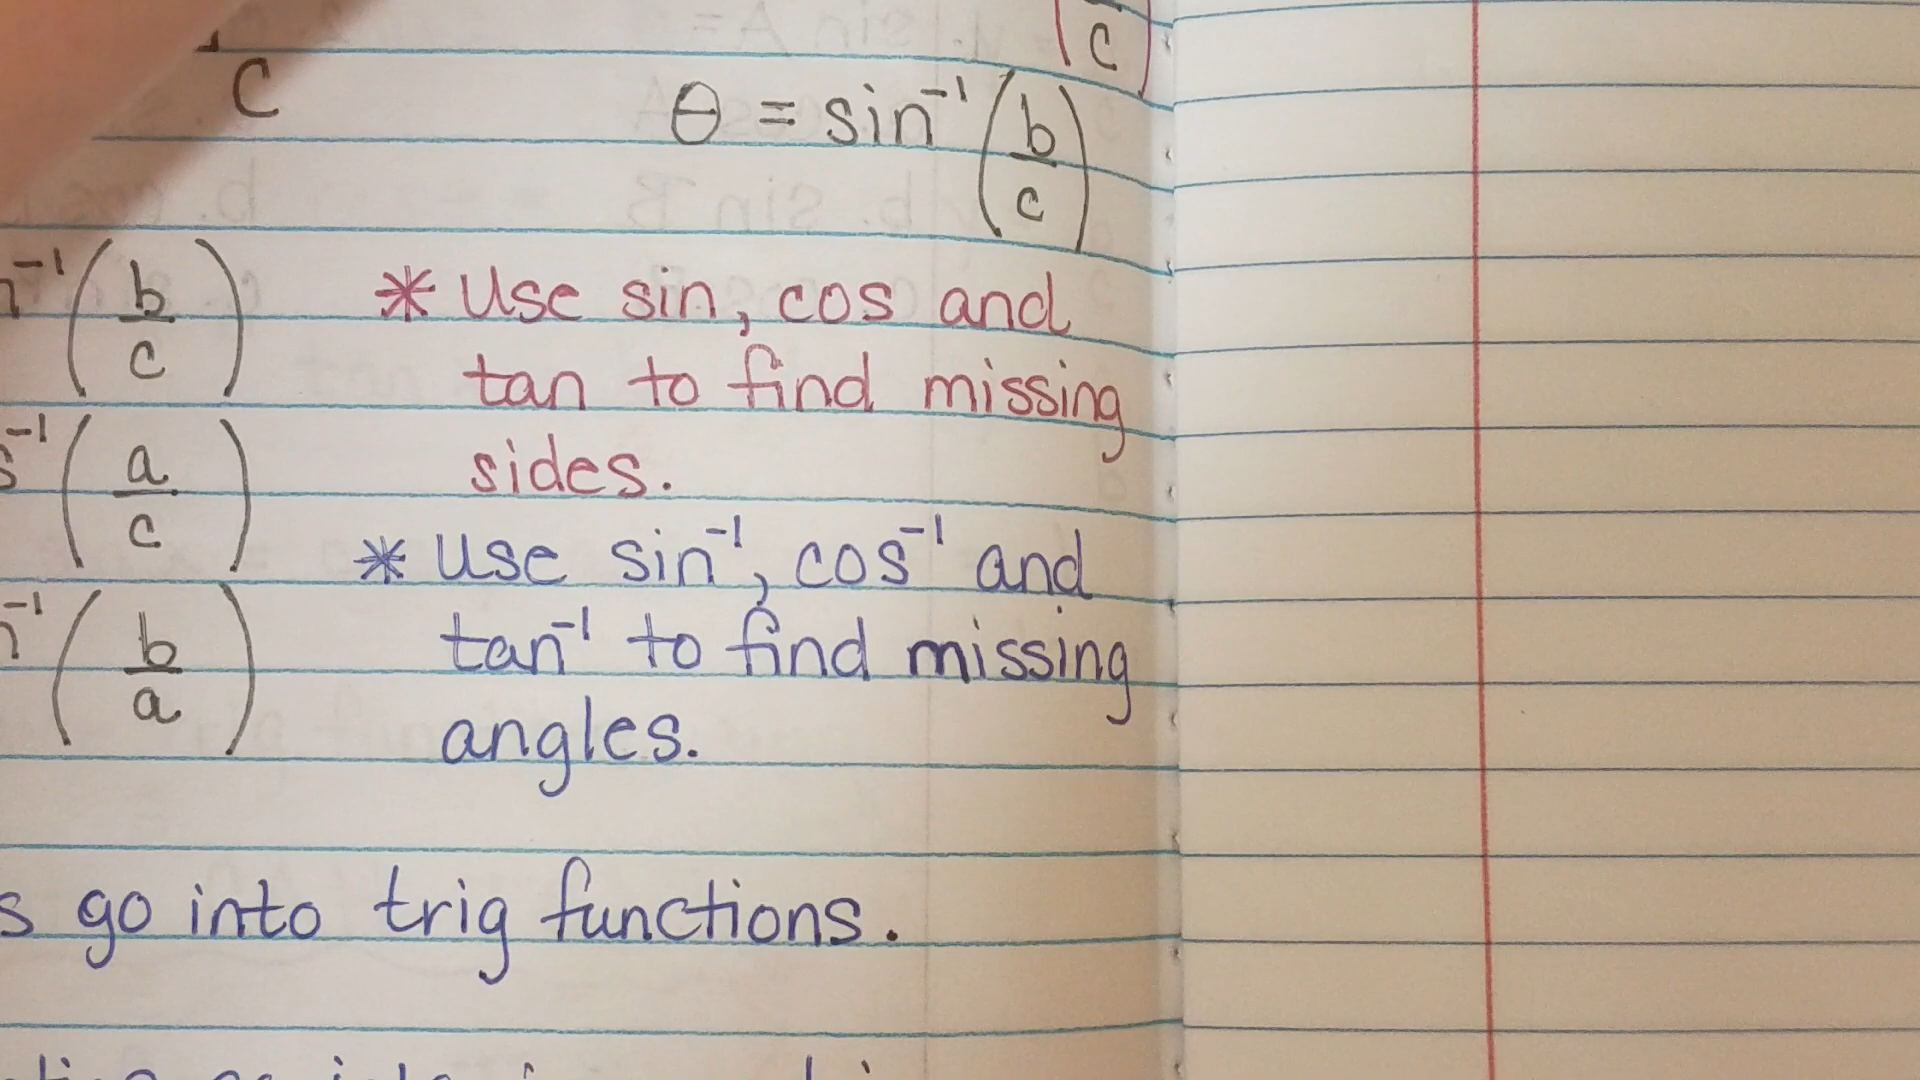 c
C
θ = sin⁻¹ (b/c)
⁻¹ (b/c)
* Use sin, cos and
tan to find missing
sides.
⁻¹ (a/c)
* Use sin⁻¹, cos⁻¹ and
tan⁻¹ to find missing
angles.
⁻¹ (b/a)
s go into trig functions.